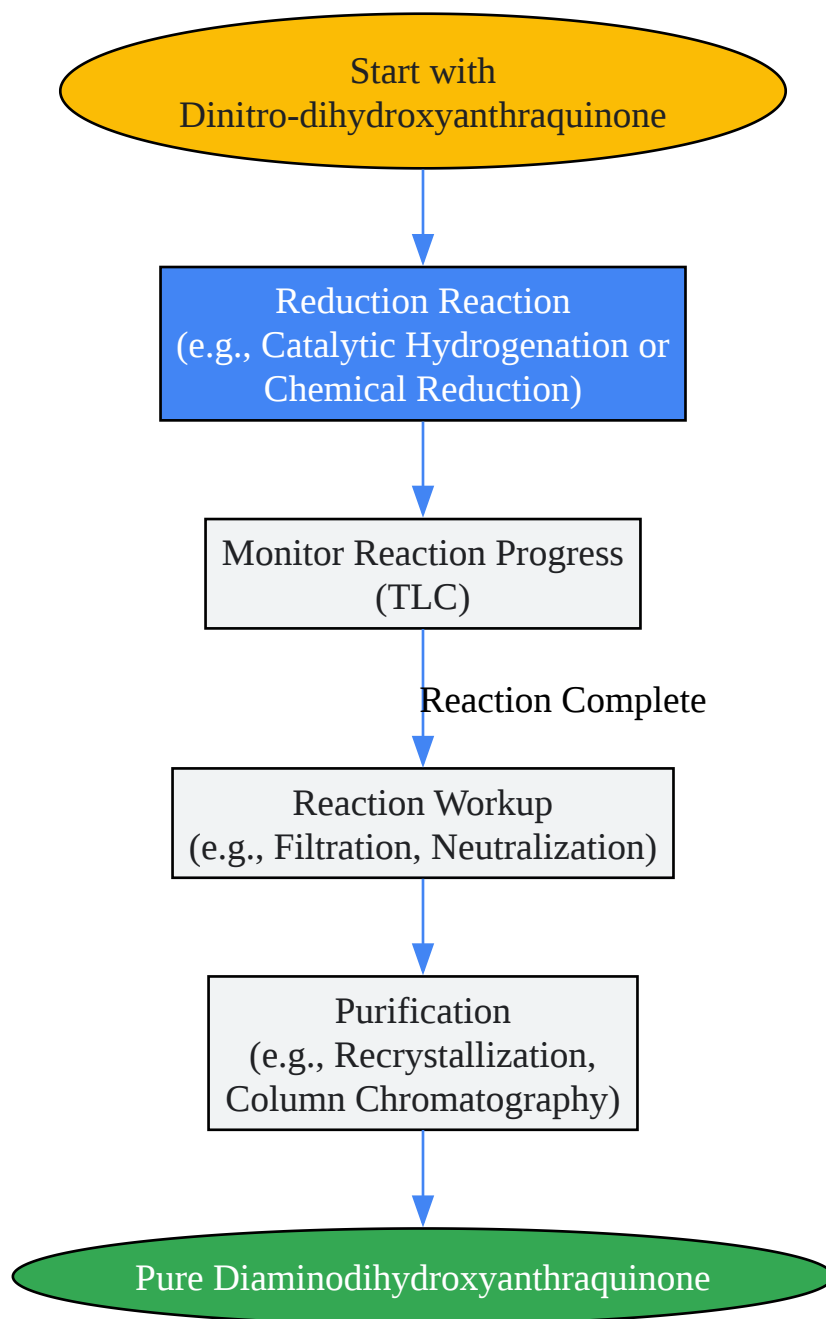 Start with
Dinitro-dihydroxyanthraquinone
Reduction Reaction
(e.g., Catalytic Hydrogenation or
Chemical Reduction)
Monitor Reaction Progress
(TLC)
Reaction Complete
Reaction Workup
(e.g., Filtration, Neutralization)
Purification
(e.g., Recrystallization,
Column Chromatography)
Pure Diaminodihydroxyanthraquinone